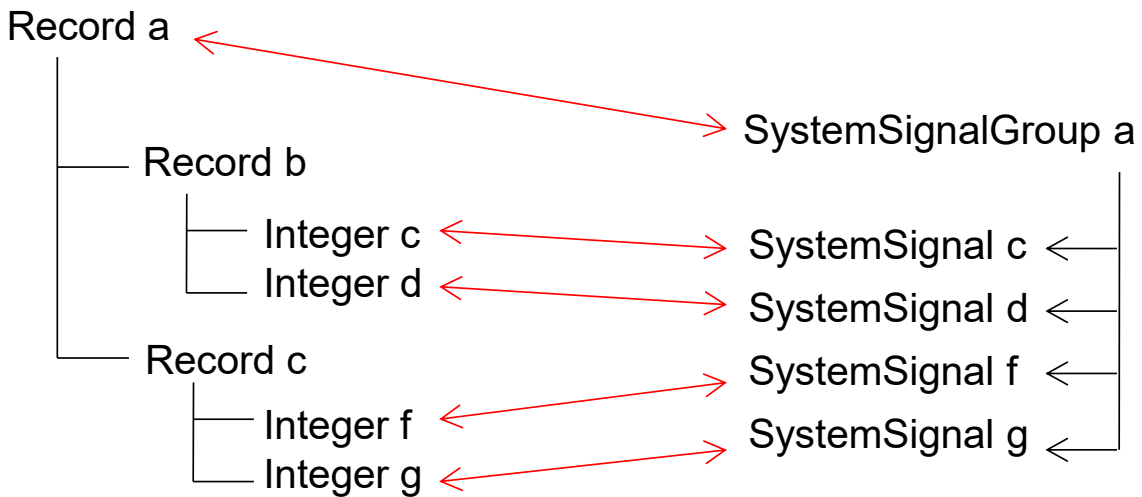 Record a
Record b
Integer c
Integer d
Record c
Integer f
Integer g
SystemSignalGroup a
SystemSignal c
SystemSignal d
SystemSignal f
SystemSignal g